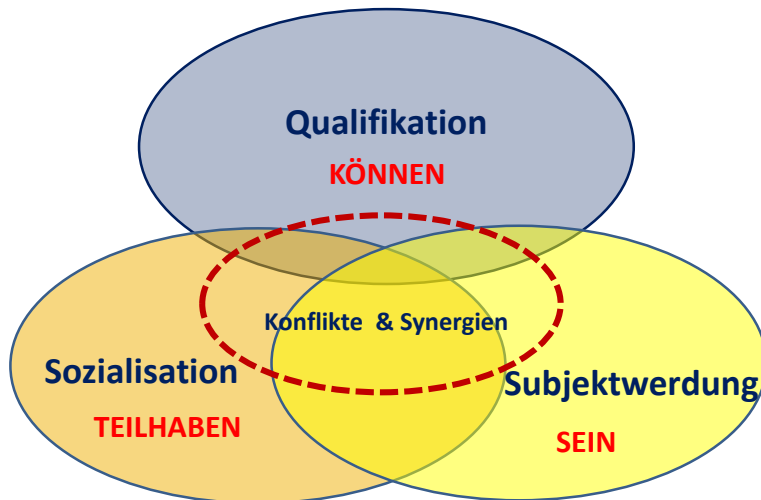 Qualifikation
KÖNNEN
Konflikte & Synergien
Sozialisation
TEILHABEN
Subjektwerdung
SEIN